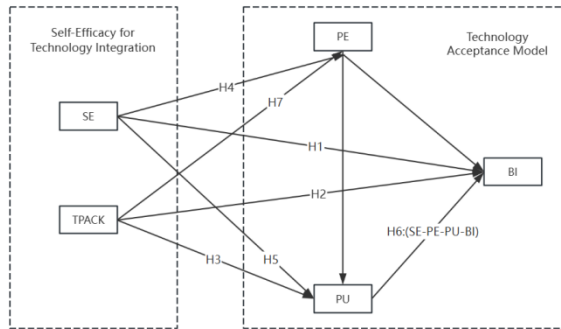 Self-Efficacy for
Technology Integration
PE
Technology
Acceptance Model
H4
H7
SE
H1
BI
H2
TPACK
H6:(SE-PE-PU-BI)
H3
H5
PU